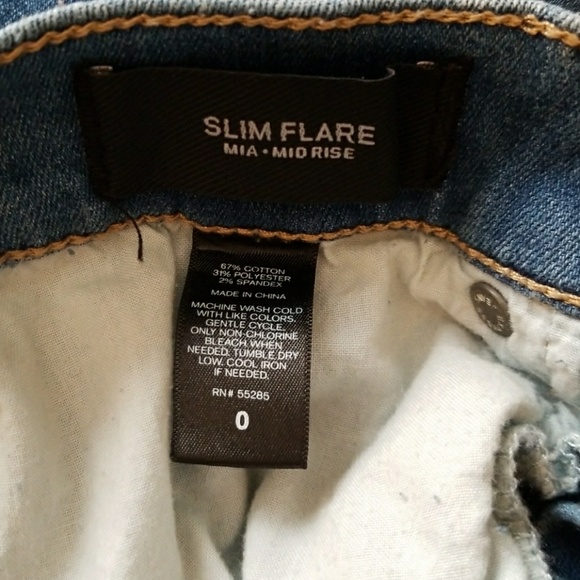 SLIM FLARE
MIA • MID RISE
67% COTTON
31% POLYESTER
2% SPANDEX
MADE IN CHINA
MACHINE WASH COLD
WITH LIKE COLORS.
GENTLE CYCLE.
ONLY NON-CHLORINE
BLEACH WHEN
NEEDED. TUMBLE DRY
LOW. COOL IRON
IF NEEDED.
RN# 55285
0